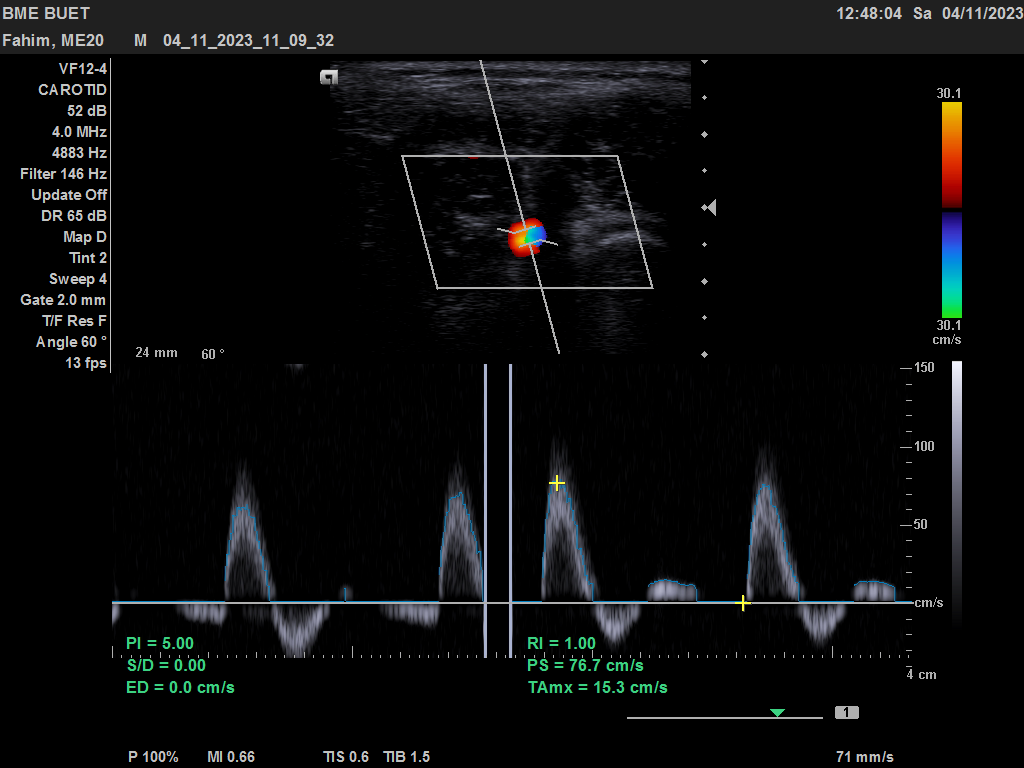 BME BUET
12:48:04 Sa 04/11/2023
Fahim, ME20 M 04_11_2023_11_09_32
VF12-4
CAROTID
52 dB
4.0 MHz
4883 Hz
Filter 146 Hz
Update Off
DR 65 dB
Map D
Tint 2
Sweep 4
Gate 2.0 mm
T/F Res F
Angle 60 °
13 fps
24 mm 60 °
30.1
30.1
cm/s
150
100
50
cm/s
4 cm
PI = 5.00
S/D = 0.00
ED = 0.0 cm/s
RI = 1.00
PS = 76.7 cm/s
TAmx = 15.3 cm/s
1
P 100% MI 0.66 TIS 0.6 TIB 1.5
71 mm/s